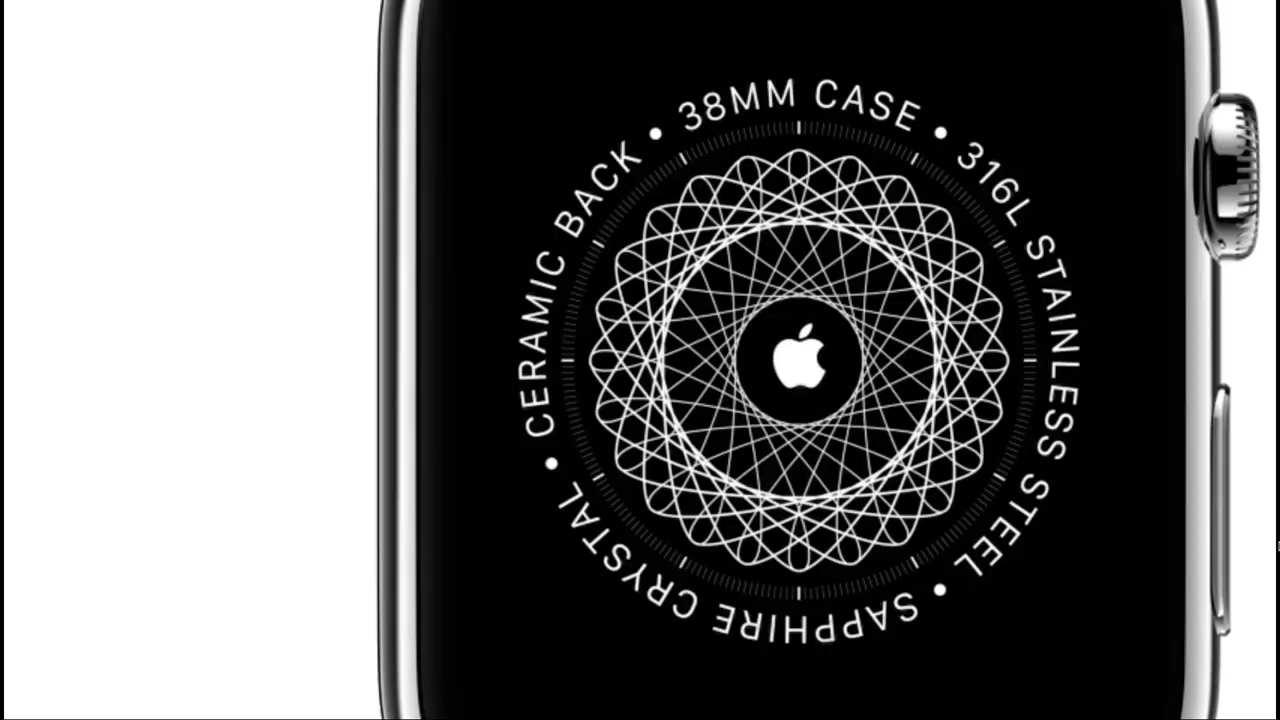 38MM CASE • 316L STAINLESS STEEL • SAPPHIRE CRYSTAL • CERAMIC BACK •